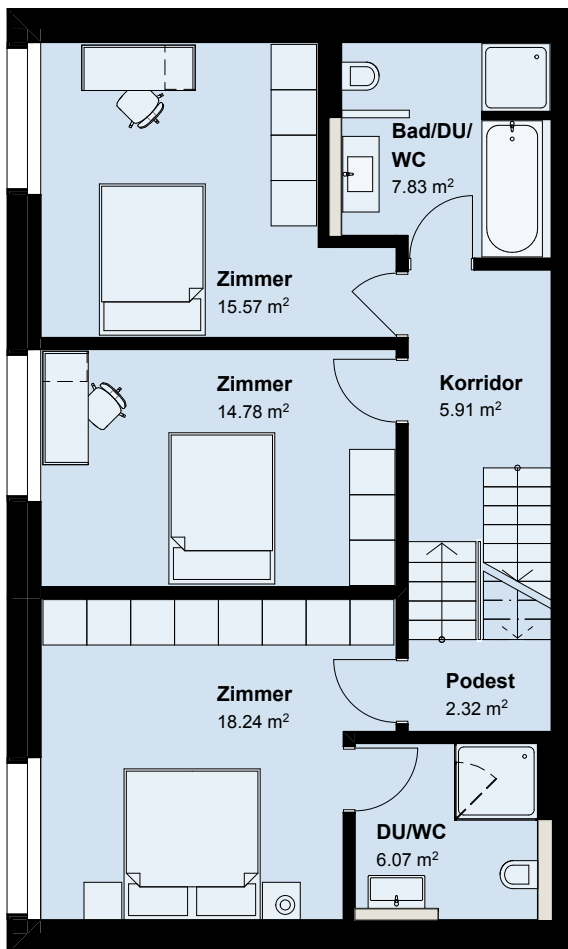 Bad/DU/
WC
7.83 m²
Zimmer
15.57 m²
Zimmer
14.78 m²
Korridor
5.91 m²
Zimmer
18.24 m²
Podest
2.32 m²
DU/WC
6.07 m²